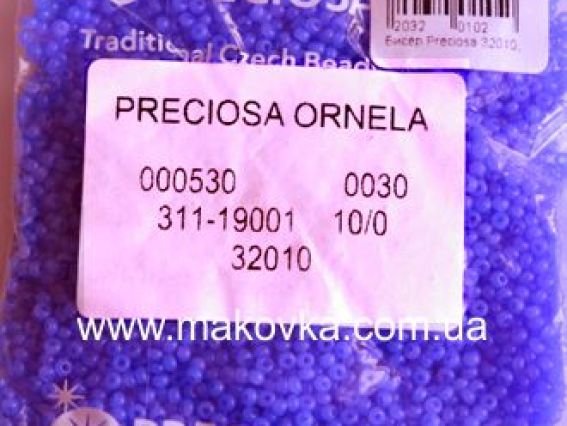 2032 0102
Бисер Preciosa 32010,
Traditional Czech Beads
PRECIOSA ORNELA
000530 0030
311-19001 10/0
32010
www.makovka.com.ua